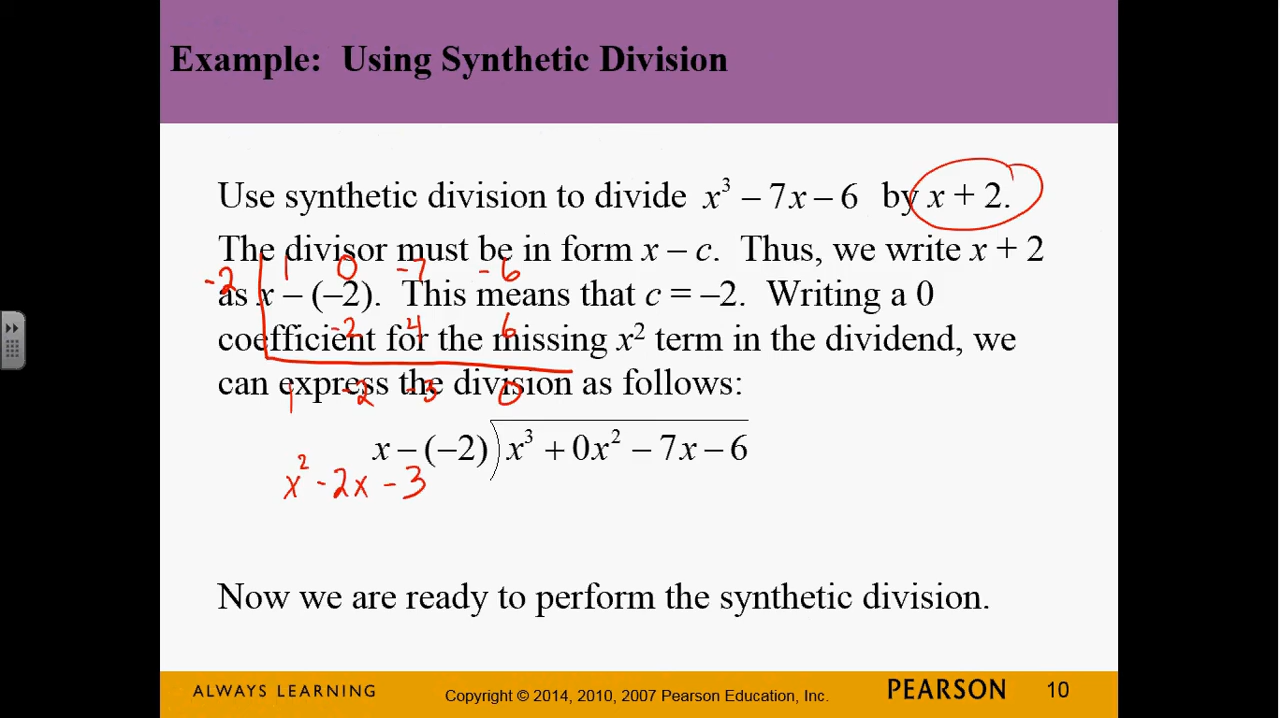 Example: Using Synthetic Division
Use synthetic division to divide x³ – 7x – 6 by x + 2.
The divisor must be in form x – c. Thus, we write x + 2
-2 1 0 -7 -6
as x – (–2). This means that c = –2. Writing a 0
-2 4 6
coefficient for the missing x² term in the dividend, we
can express the division as follows:
1 -2 -3 0
x – (–2) x³ + 0x² – 7x – 6
x² - 2x - 3
Now we are ready to perform the synthetic division.
ALWAYS LEARNING Copyright © 2014, 2010, 2007 Pearson Education, Inc. PEARSON 10